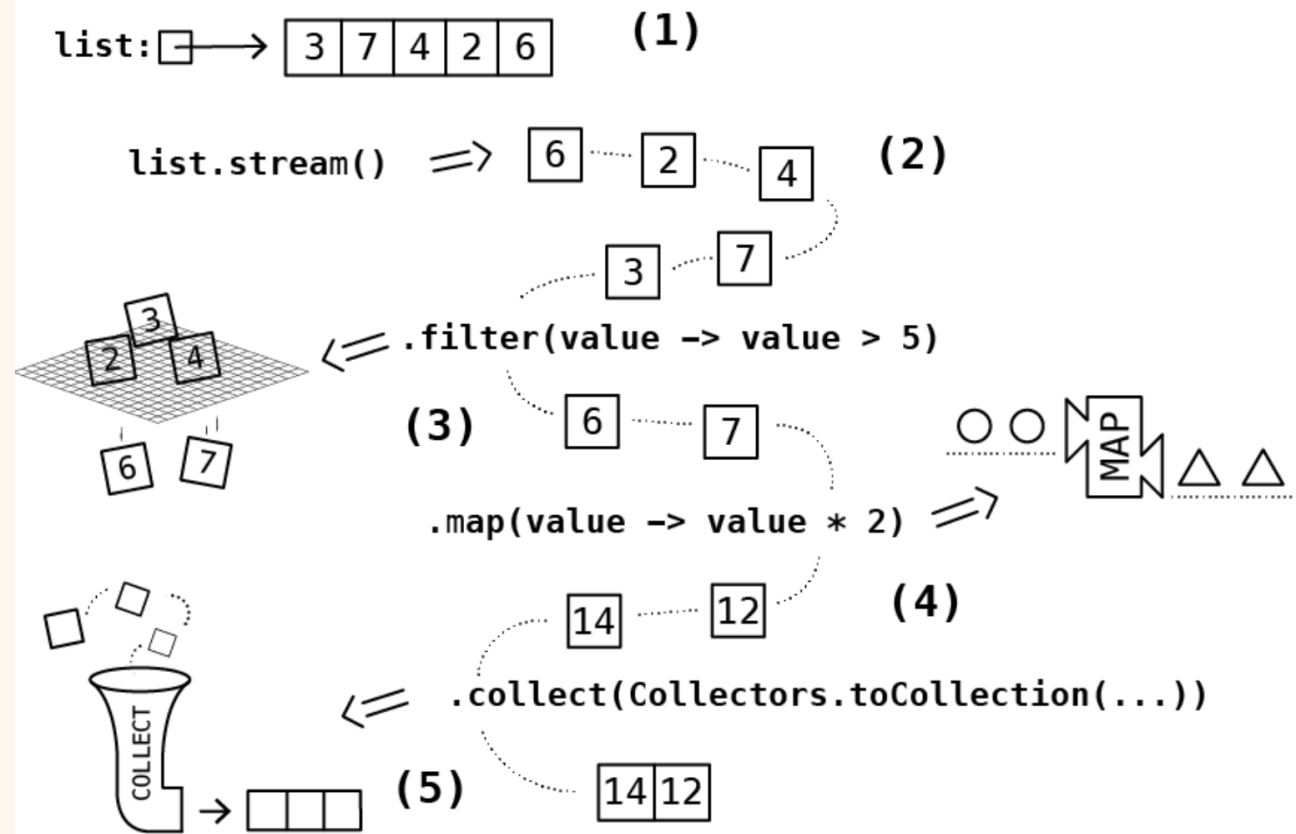 list: 3 7 4 2 6 (1)
list.stream() 6 2 4 (2)
3 7
.filter(value -> value > 5)
3
2 4
6 7
(3) 6 7
MAP
.map(value -> value * 2)
14 12 (4)
.collect(Collectors.toCollection(...))
COLLECT
(5) 14 12